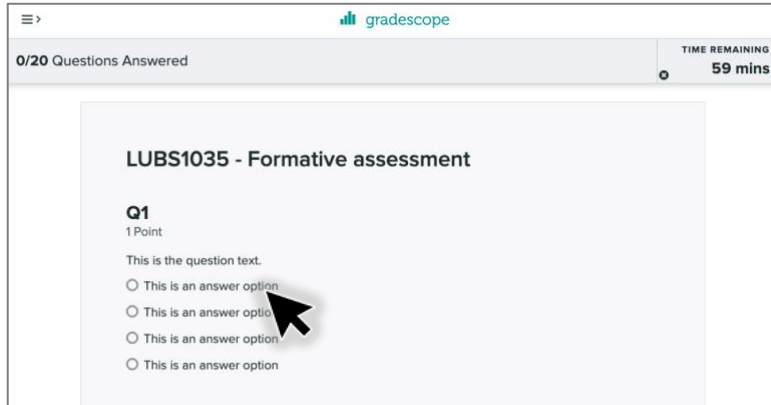 gradescope
0/20 Questions Answered
TIME REMAINING
59 mins
LUBS1035 - Formative assessment
Q1
1 Point
This is the question text.
This is an answer option
This is an answer optio
This is an answer option
This is an answer option